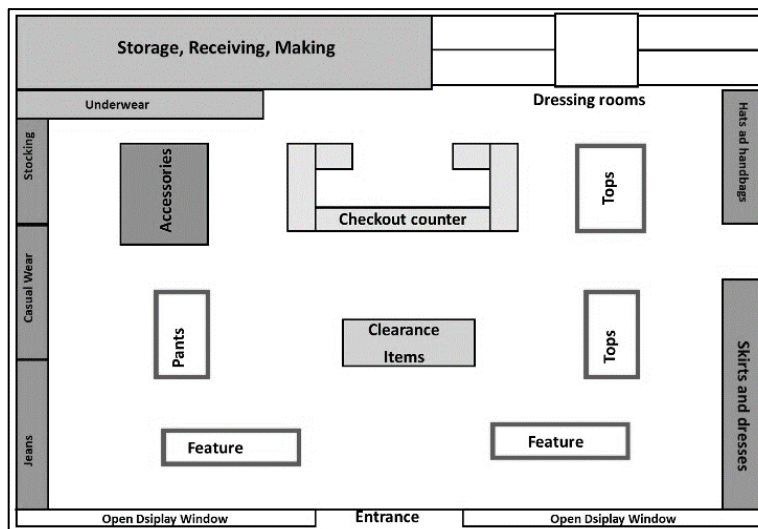 Storage, Receiving, Making
Underwear
Dressing rooms
Stocking
Accessories
Checkout counter
Tops
Hats ad handbags
Casual Wear
Pants
Clearance
Items
Tops
Skirts and dresses
Jeans
Feature
Feature
Open Dsiplay Window
Entrance
Open Dsiplay Window